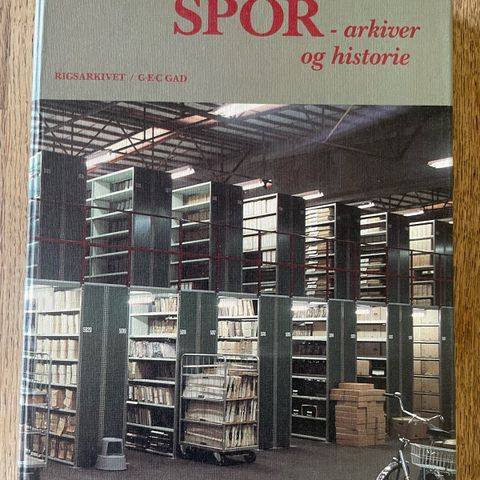 SPOR - arkiver
og historie
RIGSARKIVET / G·E·C GAD